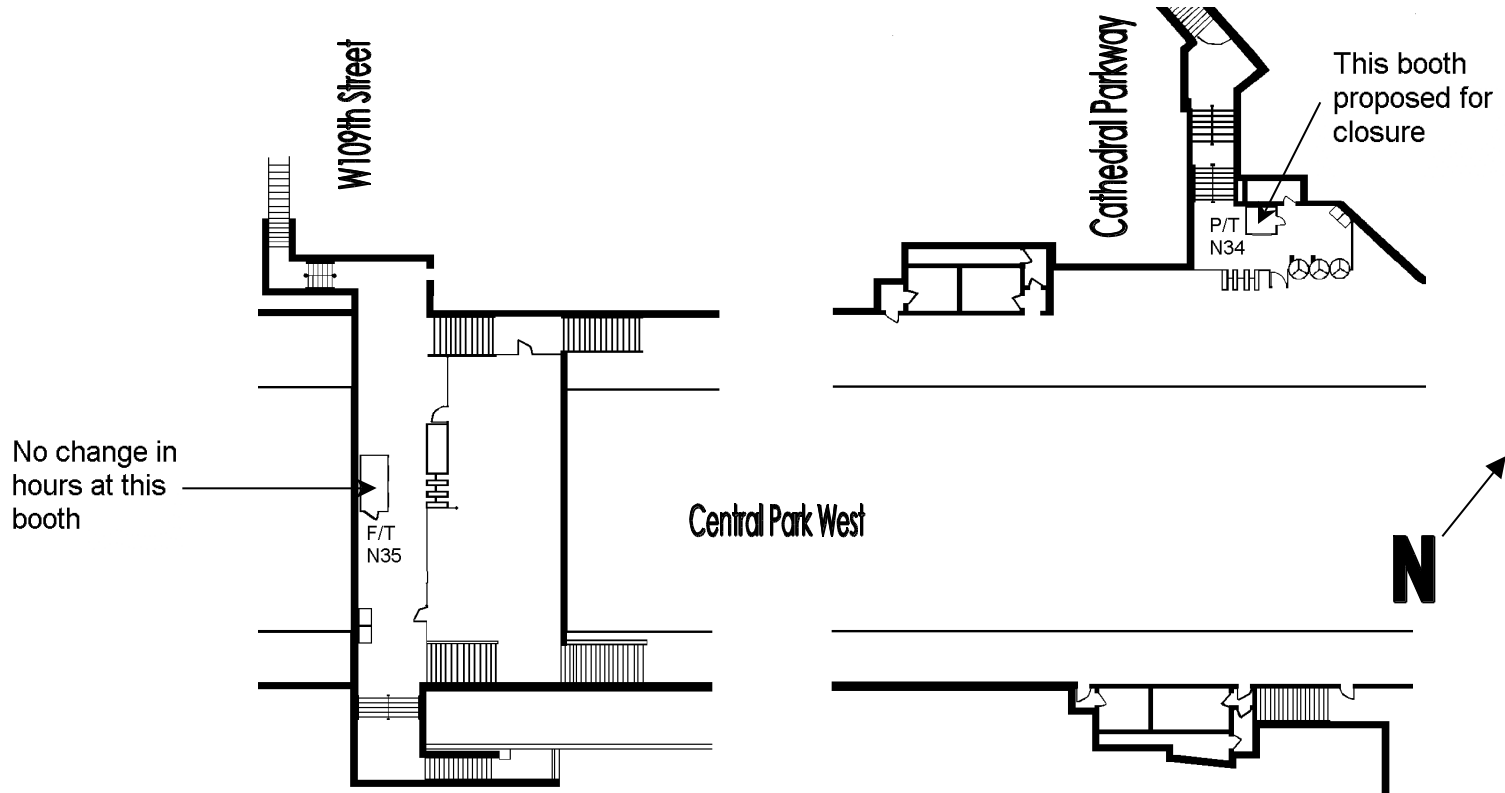 W109th Street
Cathedral Parkway
This booth
proposed for
closure
P/T
N34
No change in
hours at this
booth
F/T
N35
Central Park West
N